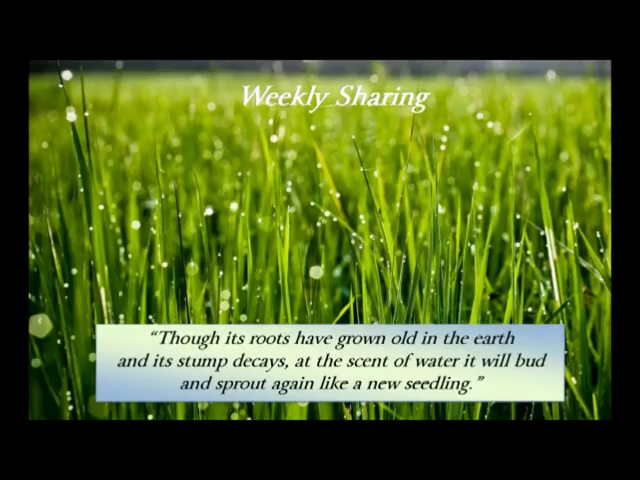 Weekly Sharing
“Though its roots have grown old in the earth
and its stump decays, at the scent of water it will bud
and sprout again like a new seedling.”